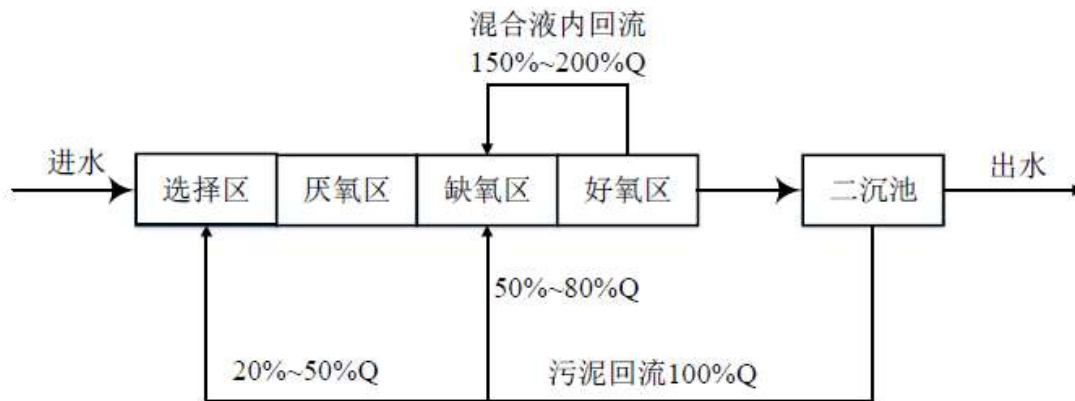 混合液内回流
150%~200%Q
进水
选择区
厌氧区
缺氧区
好氧区
二沉池
出水
50%~80%Q
20%~50%Q
污泥回流100%Q